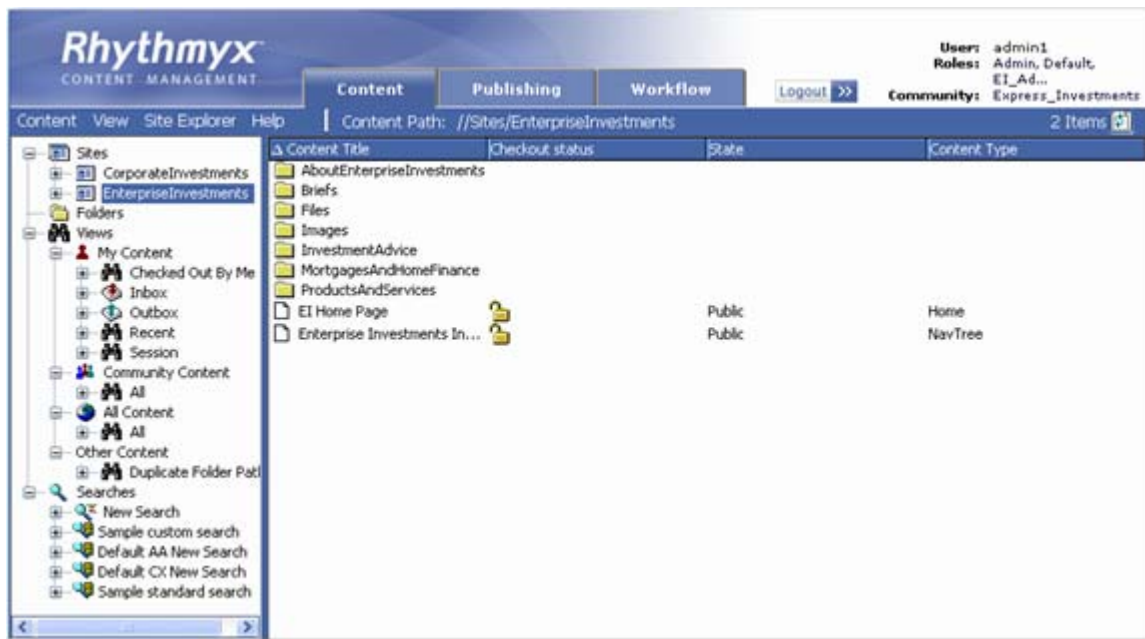 Rhythmyx
CONTENT MANAGEMENT
Content
Publishing
Workflow
Logout >>
User: admin1
Roles: Admin, Default, EI_Ad...
Community: Express_Investments
Content View Site Explorer Help
Content Path: //Sites/EnterpriseInvestments
2 Items
Sites
CorporateInvestments
EnterpriseInvestments
Folders
Views
My Content
Checked Out By Me
Inbox
Outbox
Recent
Session
Community Content
All
All Content
All
Other Content
Duplicate Folder Patl
Searches
New Search
Sample custom search
Default AA New Search
Default CX New Search
Sample standard search
Content Title Checkout status State Content Type
AboutEnterpriseInvestments
Briefs
Files
Images
InvestmentAdvice
MortgagesAndHomeFinance
ProductsAndServices
EI Home Page Public Home
Enterprise Investments In... Public NavTree